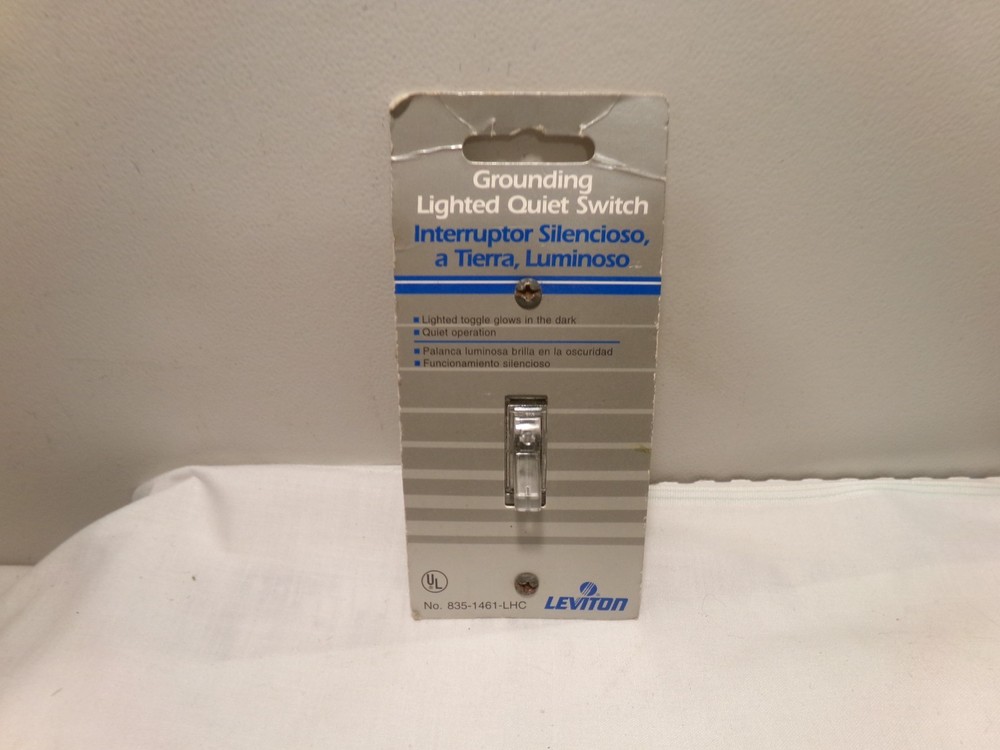 Grounding
Lighted Quiet Switch
Interruptor Silencioso,
a Tierra, Luminoso
Lighted toggle glows in the dark
Quiet operation
Palanca luminosa brilla en la oscuridad
Funcionamiento silencioso
UL
No. 835-1461-LHC
LEVITON